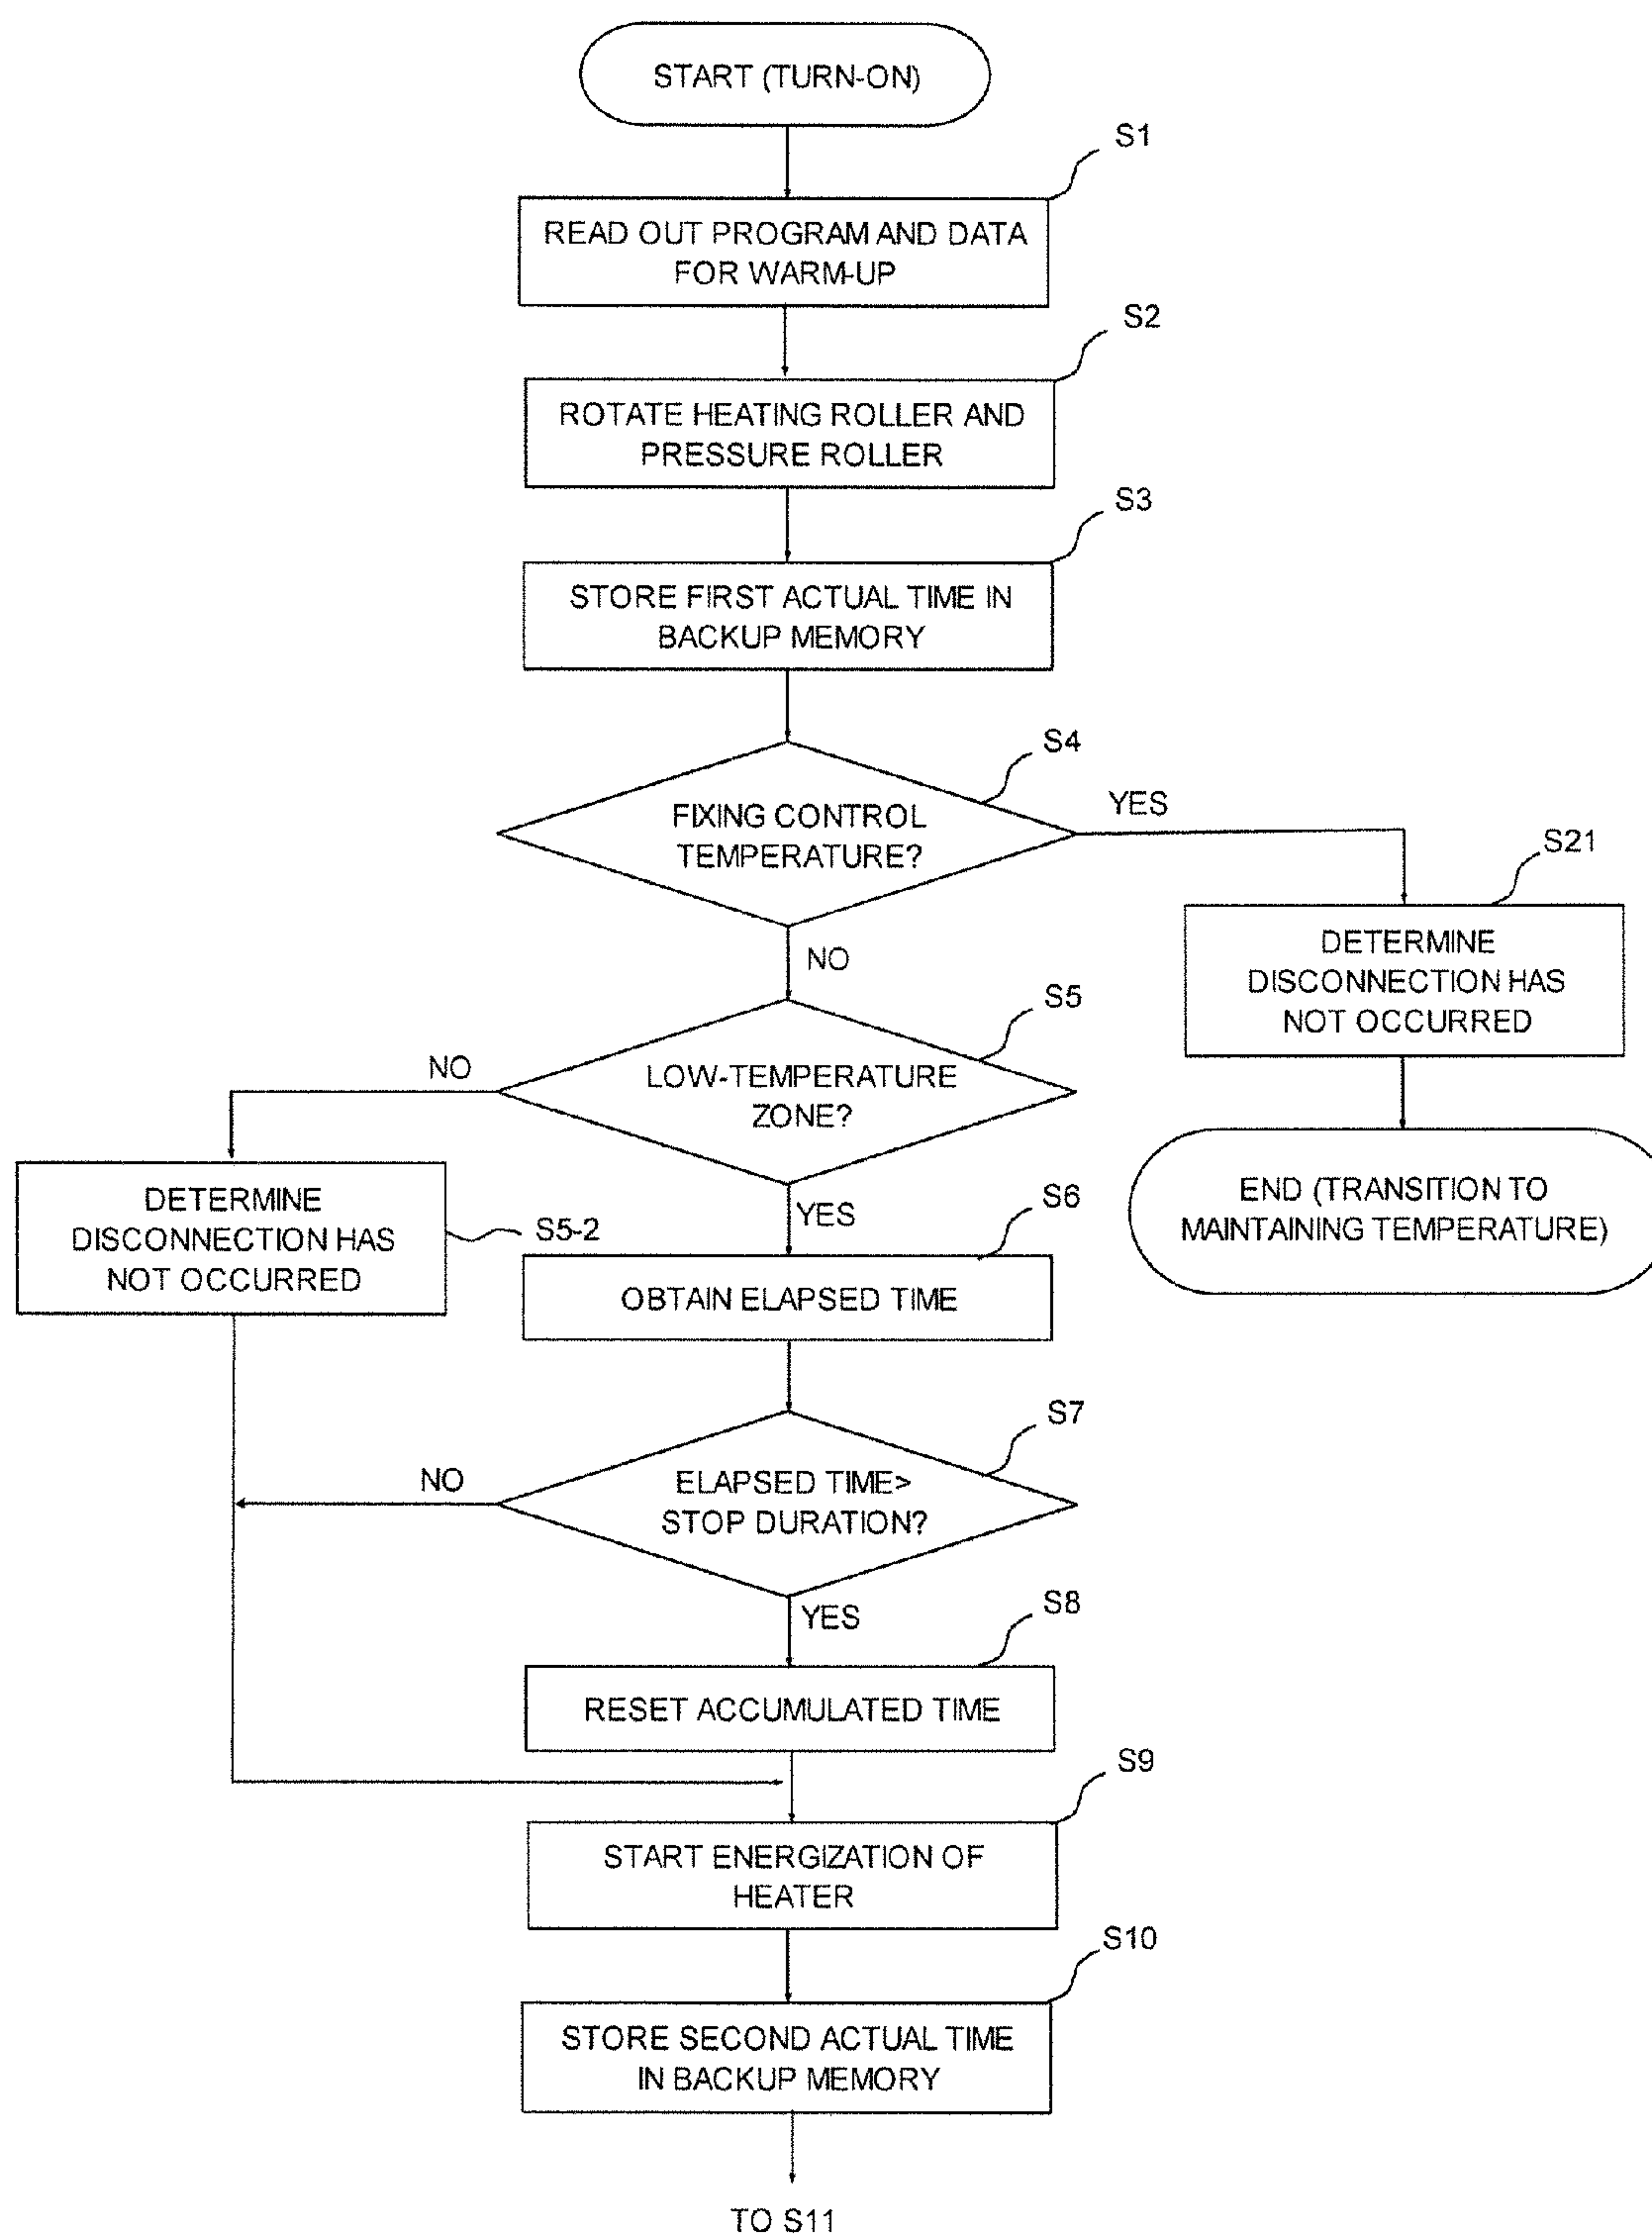 START (TURN-ON)
S1
READ OUT PROGRAM AND DATA
FOR WARM-UP
S2
ROTATE HEATING ROLLER AND
PRESSURE ROLLER
S3
STORE FIRST ACTUAL TIME IN
BACKUP MEMORY
S4
FIXING CONTROL
TEMPERATURE?
YES
S21
DETERMINE
DISCONNECTION HAS
NOT OCCURRED
END (TRANSITION TO
MAINTAINING TEMPERATURE)
NO
S5
LOW-TEMPERATURE
ZONE?
NO
DETERMINE
DISCONNECTION HAS
NOT OCCURRED
S5-2
YES
S6
OBTAIN ELAPSED TIME
S7
ELAPSED TIME>
STOP DURATION?
NO
YES
S8
RESET ACCUMULATED TIME
S9
START ENERGIZATION OF
HEATER
S10
STORE SECOND ACTUAL TIME
IN BACKUP MEMORY
TO S11